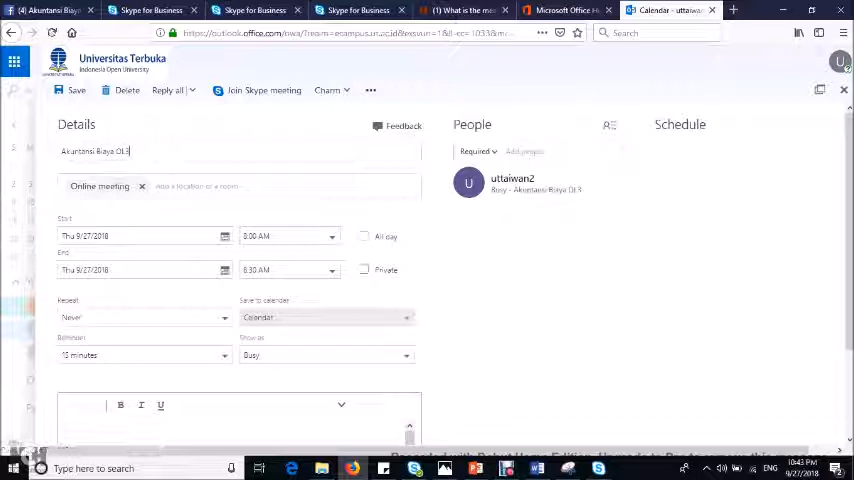 (4) Akuntansi Biaya
Skype for Business
Skype for Business
Skype for Business
(1) What is the me
Microsoft Office H
Calendar - uttaiwan
https://outlook.office.com/owa/?realm=ecampus.ut.ac.id&exsvurl=1&ll-cc=1033&m
Search
Universitas Terbuka
Indonesia Open University
U
Save
Delete
Reply all
Join Skype meeting
Charm
Details
Feedback
People
Schedule
Akuntansi Biaya OL3
Required
Add people
Online meeting
Add a location or a room
U
uttaiwan2
Busy - Akuntansi Biaya OL3
Start
Thu 9/27/2018
8:00 AM
All day
End
Thu 9/27/2018
8:30 AM
Private
Repeat
Save to calendar
Never
Calendar
Reminder
Show as
15 minutes
Busy
B I U
Type here to search
ENG
10:43 PM
9/27/2018